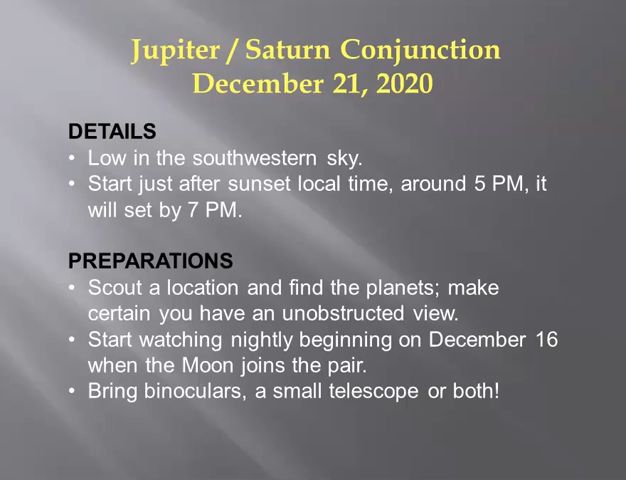 Jupiter / Saturn Conjunction
December 21, 2020
DETAILS
• Low in the southwestern sky.
• Start just after sunset local time, around 5 PM, it
will set by 7 PM.
PREPARATIONS
• Scout a location and find the planets; make
certain you have an unobstructed view.
• Start watching nightly beginning on December 16
when the Moon joins the pair.
• Bring binoculars, a small telescope or both!